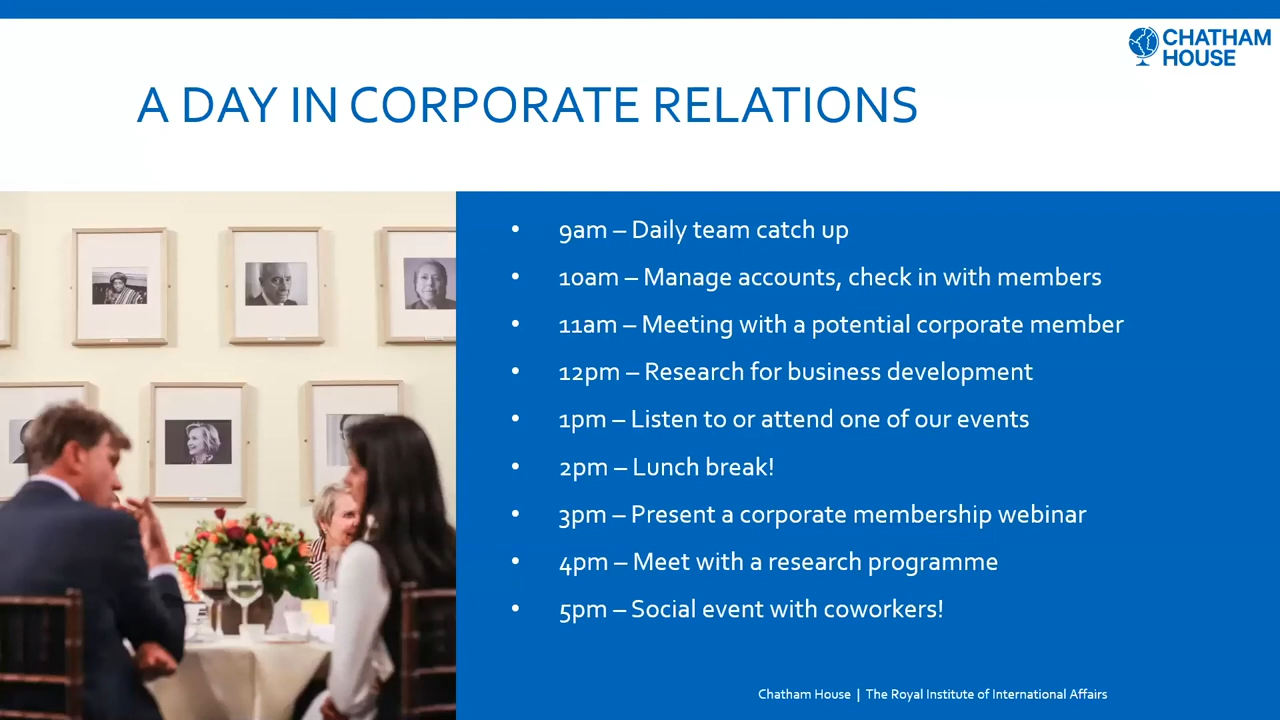 CHATHAM
HOUSE
A DAY IN CORPORATE RELATIONS
• 9am – Daily team catch up
• 10am – Manage accounts, check in with members
• 11am – Meeting with a potential corporate member
• 12pm – Research for business development
• 1pm – Listen to or attend one of our events
• 2pm – Lunch break!
• 3pm – Present a corporate membership webinar
• 4pm – Meet with a research programme
• 5pm – Social event with coworkers!
Chatham House | The Royal Institute of International Affairs